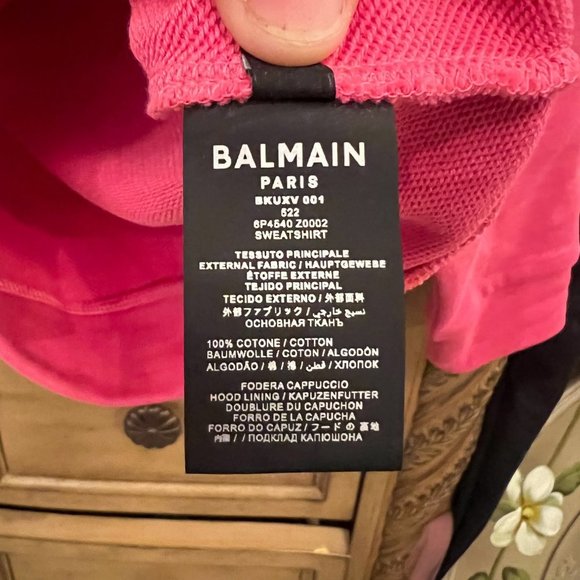 BALMAIN
PARIS
BKUXV 001
522
6P4540 Z0002
SWEATSHIRT
TESSUTO PRINCIPALE
EXTERNAL FABRIC / HAUPTGEWEBE
ÉTOFFE EXTERNE
TEJIDO PRINCIPAL
TECIDO EXTERNO / 外部面料
外部ファブリック / نسيج خارجي /
ОСНОВНАЯ ТКАНЪ
100% COTONE / COTTON
BAUMWOLLE / COTON / ALGODÓN
ALGODÃO / 綿 / 棉 / قطن / ХЛОПОК
FODERA CAPPUCCIO
HOOD LINING / KAPUZENFUTTER
DOUBLURE DU CAPUCHON
FORRO DE LA CAPUCHA
FORRO DO CAPUZ / フード の 裏地
内廁 / / ПОДКЛАД КАПЮШОНА